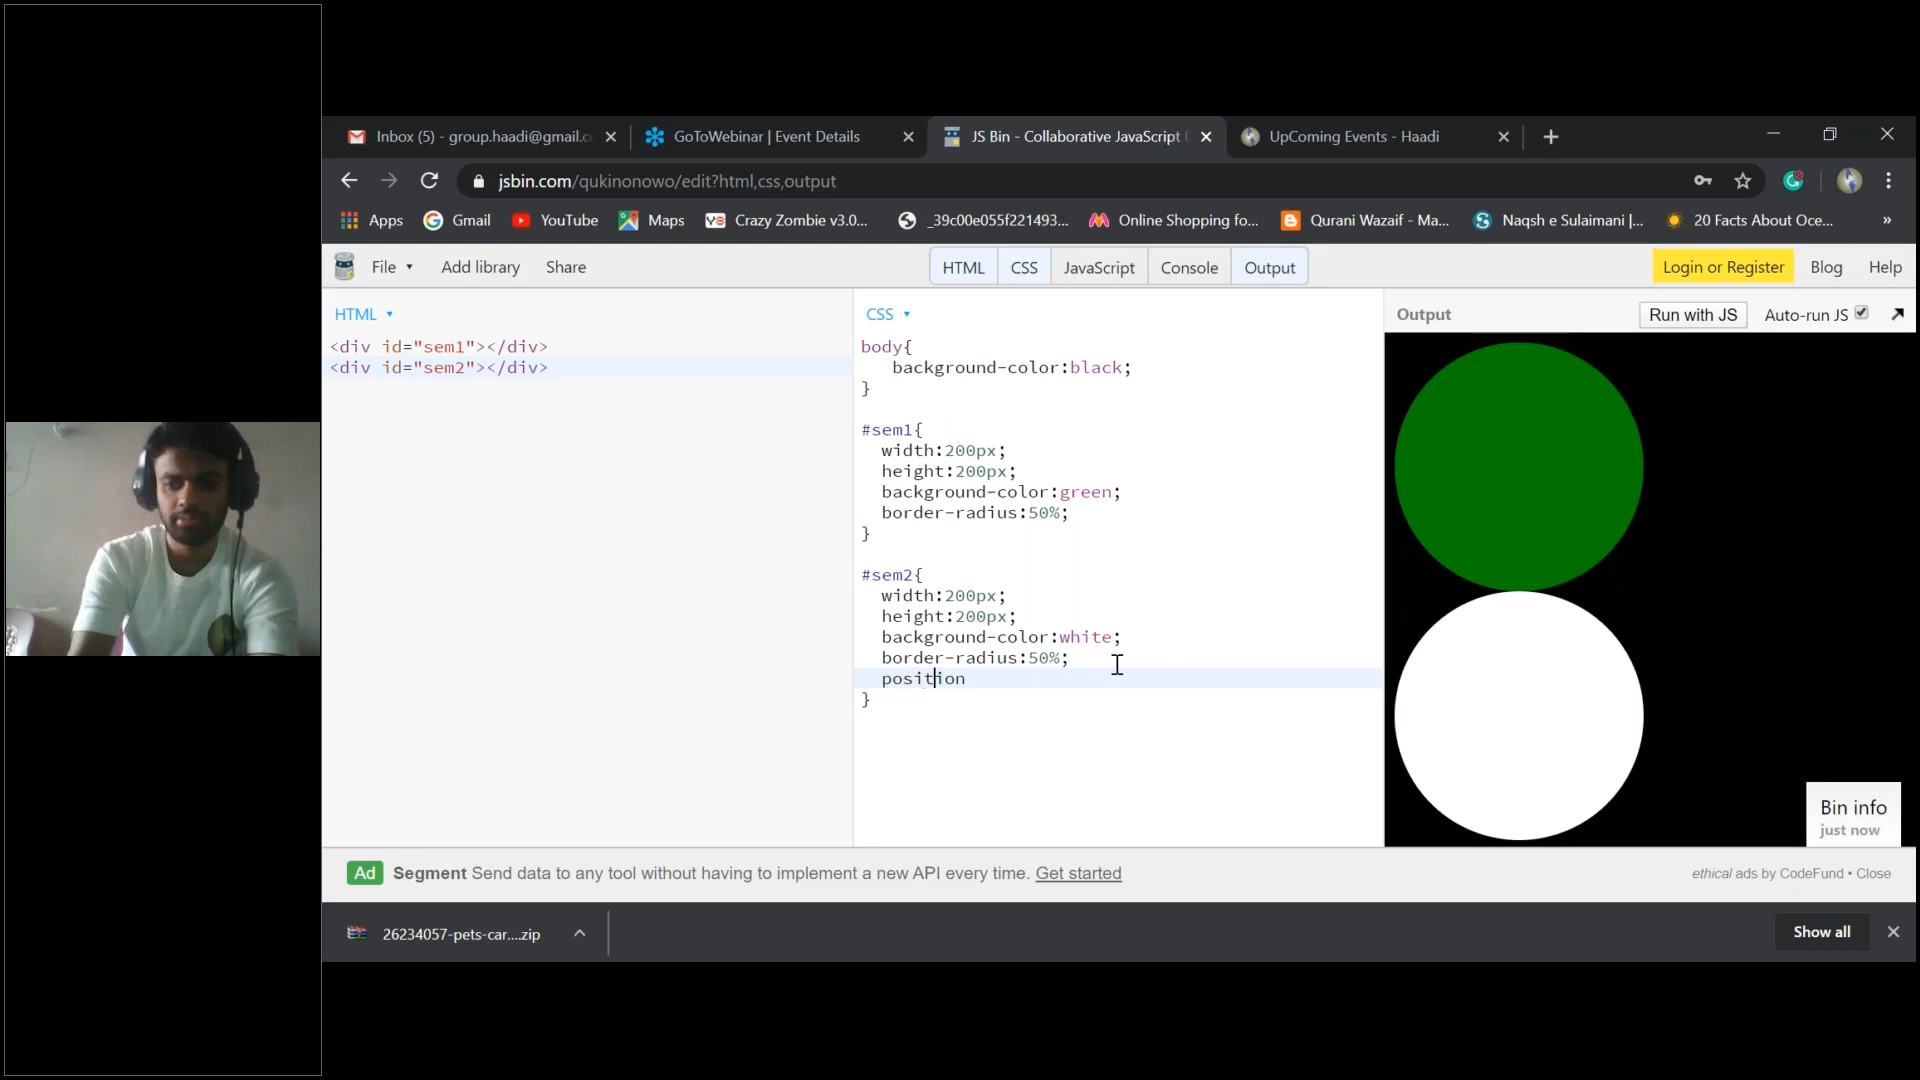 Inbox (5) - group.haadi@gmail.c
GoToWebinar | Event Details
JS Bin - Collaborative JavaScript
UpComing Events - Haadi
jsbin.com/qukinonowo/edit?html,css,output
Apps
Gmail
YouTube
Maps
Crazy Zombie v3.0...
_39c00e055f221493...
Online Shopping fo...
Qurani Wazaif - Ma...
Naqsh e Sulaimani |...
20 Facts About Oce...
»
File
Add library
Share
HTML
CSS
JavaScript
Console
Output
Login or Register
Blog
Help
HTML
<div id="sem1"></div>
<div id="sem2"></div>
CSS
body{
background-color:black;
}
#sem1{
width:200px;
height:200px;
background-color:green;
border-radius:50%;
}
#sem2{
width:200px;
height:200px;
background-color:white;
border-radius:50%;
position
}
Output
Run with JS
Auto-run JS
Bin info
just now
Ad Segment Send data to any tool without having to implement a new API every time. Get started
ethical ads by CodeFund • Close
26234057-pets-car....zip
Show all